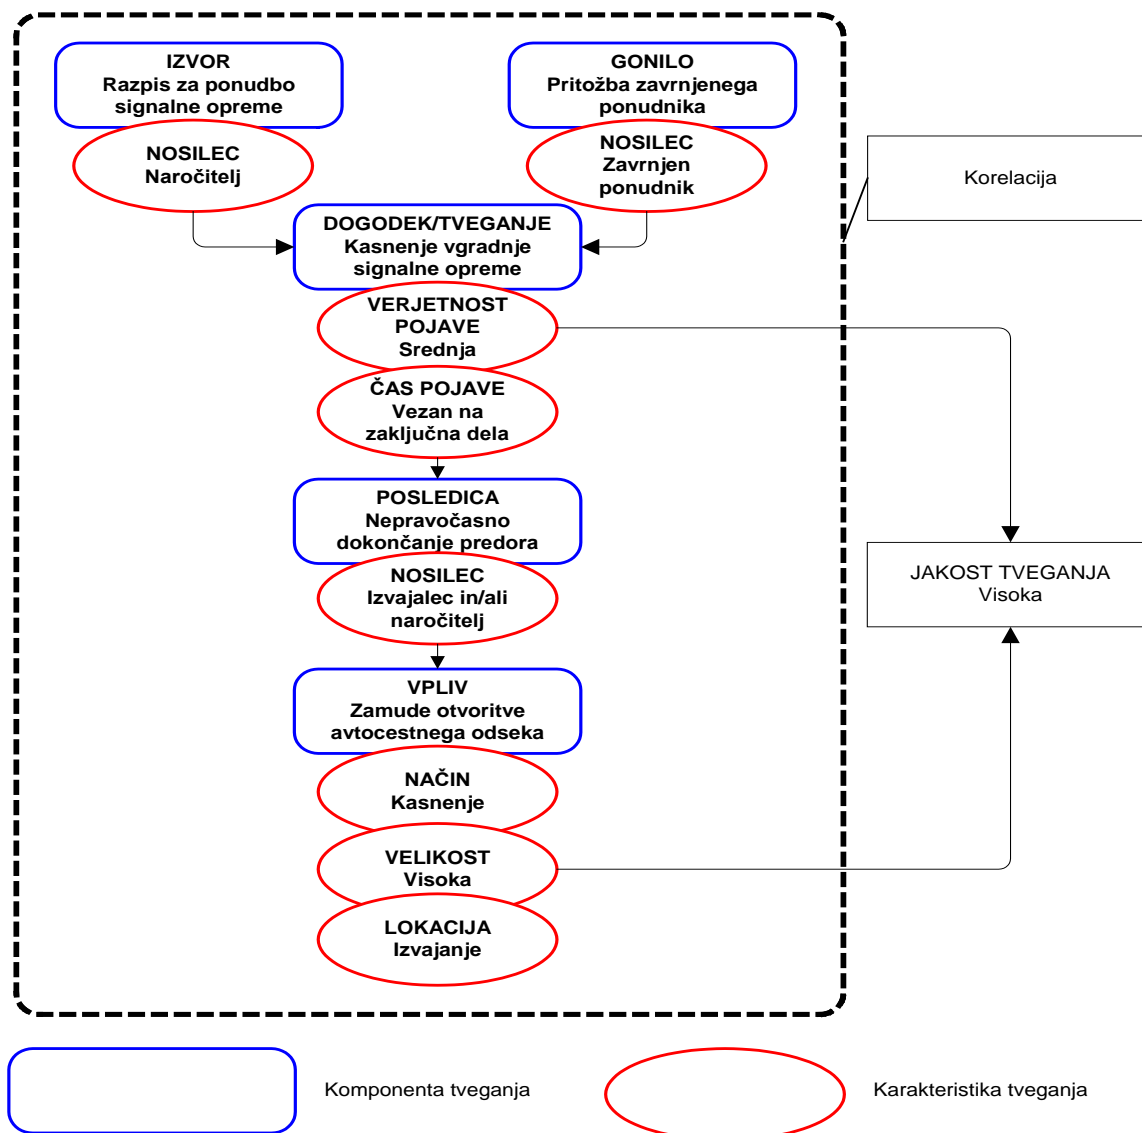 IZVOR
Razpis za ponudbo
signalne opreme
GONILO
Pritožba zavrnjenega
ponudnika
NOSILEC
Naročitelj
NOSILEC
Zavrnjen
ponudnik
Korelacija
DOGODEK/TVEGANJE
Kasnenje vgradnje
signalne opreme
VERJETNOST
POJAVE
Srednja
ČAS POJAVE
Vezan na
zaključna dela
POSLEDICA
Nepravočasno
dokončanje predora
NOSILEC
Izvajalec in/ali
naročitelj
JAKOST TVEGANJA
Visoka
VPLIV
Zamude otvoritve
avtocestnega odseka
NAČIN
Kasnenje
VELIKOST
Visoka
LOKACIJA
Izvajanje
Komponenta tveganja
Karakteristika tveganja